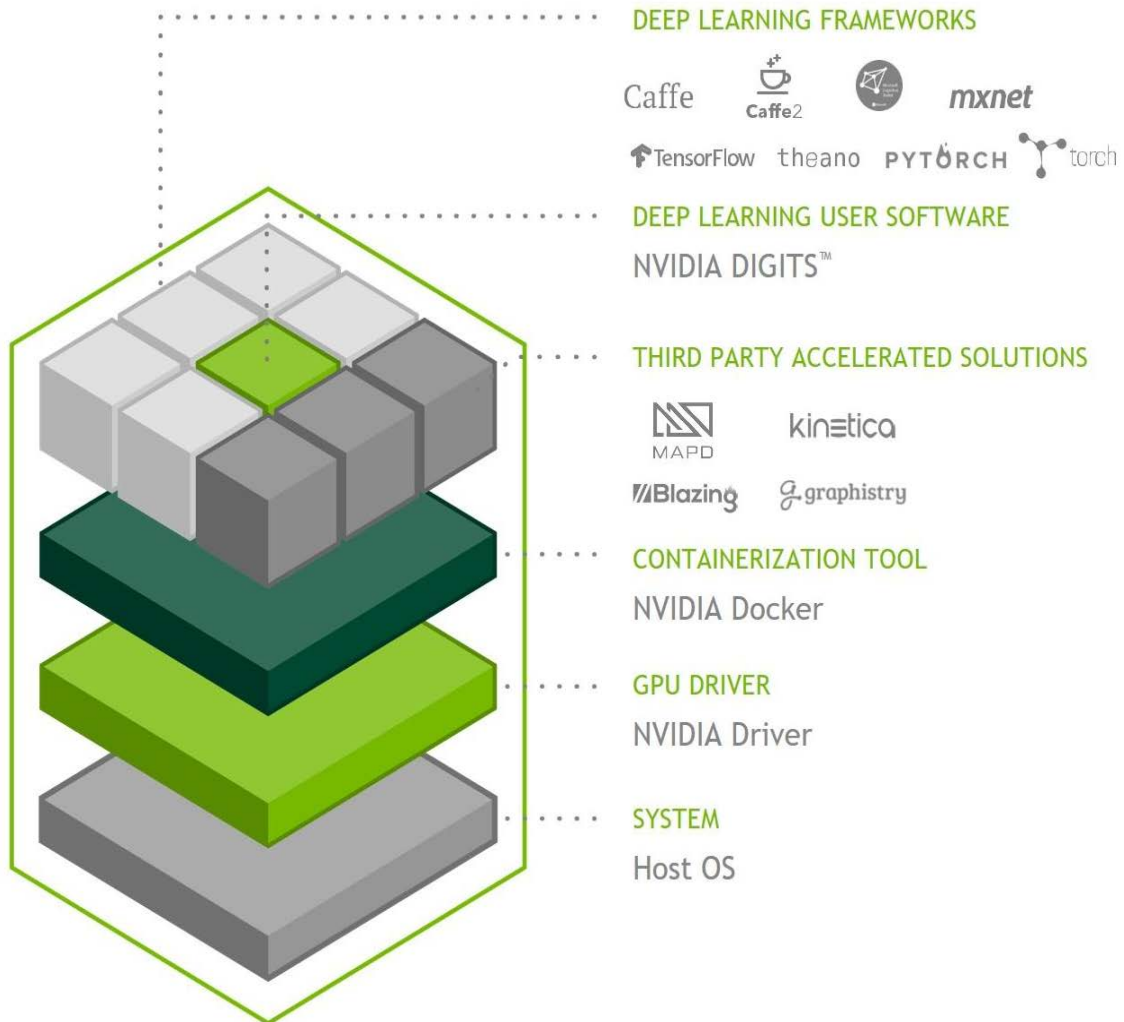 DEEP LEARNING FRAMEWORKS
Caffe
Caffe2
mxnet
TensorFlow theano PYTORCH torch
DEEP LEARNING USER SOFTWARE
NVIDIA DIGITS™
THIRD PARTY ACCELERATED SOLUTIONS
MAPD
kinetica
Blazing graphistry
CONTAINERIZATION TOOL
NVIDIA Docker
GPU DRIVER
NVIDIA Driver
SYSTEM
Host OS